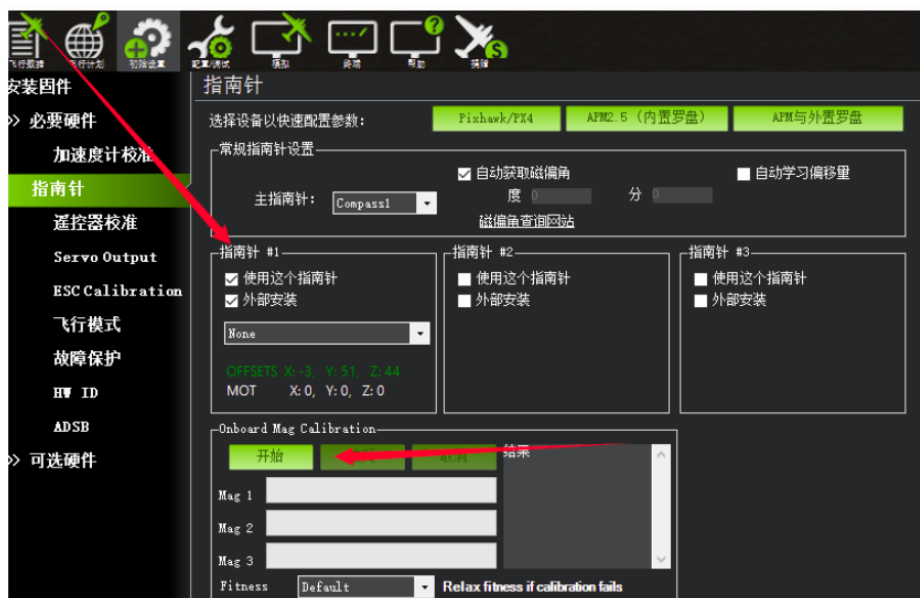 飞行数据 飞行计划 初始设置 配置/调试 模拟 终端 帮助 捐赠
安装固件
>> 必要硬件
加速度计校准
指南针
遥控器校准
Servo Output
ESC Calibration
飞行模式
故障保护
HW ID
ADSB
>> 可选硬件
指南针
选择设备以快速配置参数: Pixhawk/PX4 APM2.5 (内置罗盘) APM与外置罗盘
常规指南针设置
自动获取磁偏角 自动学习偏移量
主指南针: Compass1 度 0 分 0
磁偏角查询网站
指南针 #1 指南针 #2 指南针 #3
使用这个指南针 使用这个指南针 使用这个指南针
外部安装 外部安装 外部安装
None
OFFSETS X: -3, Y: 51, Z: 44
MOT X: 0, Y: 0, Z: 0
Onboard Mag Calibration
开始 结果
Mag 1
Mag 2
Mag 3
Fitness Default Relax fitness if calibration fails